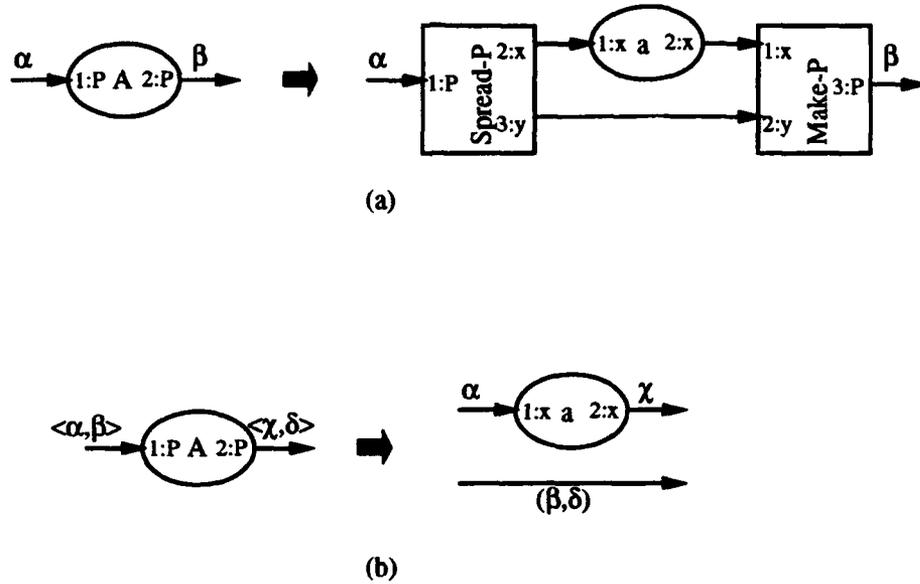 α 1:P A 2:P β
α 1:P Spread-P 2:x 3:y 1:x a 2:x 1:x 2:y Make-P 3:P β
(a)
<α,β> 1:P A 2:P <χ,δ>
α 1:x a 2:x χ
(β,δ)
(b)